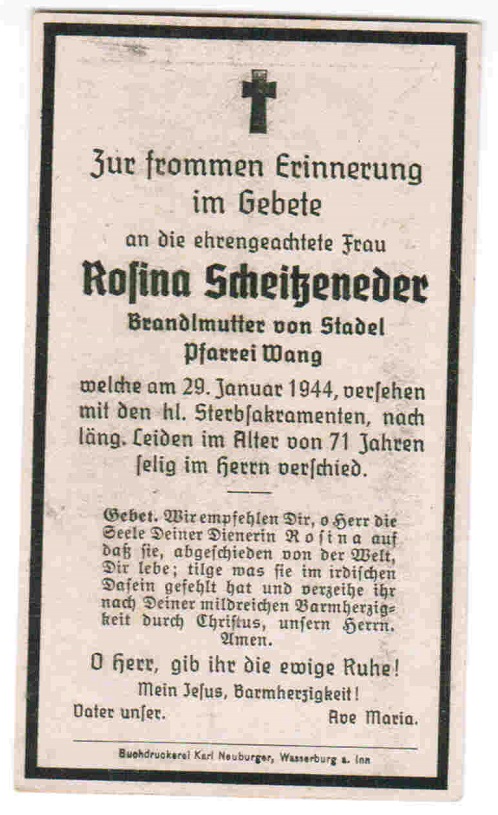 Zur frommen Erinnerung
im Gebete
an die ehrengeachtete Frau
Rosina Scheitzeneder
Brandlmutter von Stadel
Pfarrei Wang
welche am 29. Januar 1944, versehen
mit den hl. Sterbsakramenten, nach
läng. Leiden im Alter von 71 Jahren
selig im Herrn verschied.
Gebet. Wir empfehlen Dir, o Herr die
Seele Deiner Dienerin Rosina auf
daß sie, abgeschieden von der Welt,
Dir lebe; tilge was sie im irdischen
Dasein gefehlt hat und verzeihe ihr
nach Deiner mildreichen Barmherzig-
keit durch Christus, unsern Herrn.
Amen.
O Herr, gib ihr die ewige Ruhe!
Mein Jesus, Barmherzigkeit!
Vater unser. Ave Maria.
Buchdruckerei Karl Neuburger, Wasserburg a. Inn